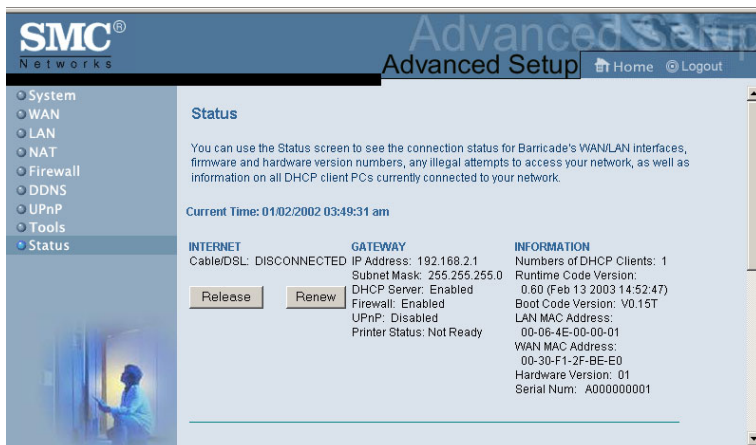 SMC®
Networks
Advanced Setup
Advanced Setup
Home
Logout
System
WAN
LAN
NAT
Firewall
DDNS
UPnP
Tools
Status
Status
You can use the Status screen to see the connection status for Barricade's WAN/LAN interfaces,
firmware and hardware version numbers, any illegal attempts to access your network, as well as
information on all DHCP client PCs currently connected to your network.
Current Time: 01/02/2002 03:49:31 am
INTERNET
Cable/DSL: DISCONNECTED
Release
Renew
GATEWAY
IP Address: 192.168.2.1
Subnet Mask: 255.255.255.0
DHCP Server: Enabled
Firewall: Enabled
UPnP: Disabled
Printer Status: Not Ready
INFORMATION
Numbers of DHCP Clients: 1
Runtime Code Version:
0.60 (Feb 13 2003 14:52:47)
Boot Code Version: V0.15T
LAN MAC Address:
00-06-4E-00-00-01
WAN MAC Address:
00-30-F1-2F-BE-E0
Hardware Version: 01
Serial Num: A000000001